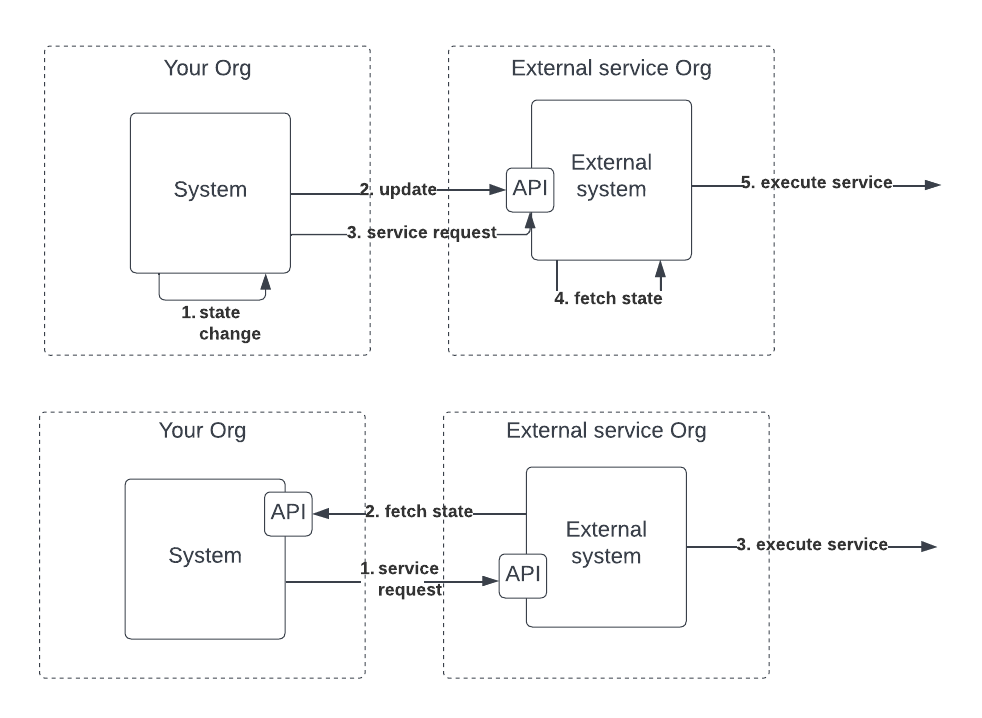 Your Org
External service Org
System
External
system
API
2. update
5. execute service
3. service request
4. fetch state
1. state
change
Your Org
External service Org
API
2. fetch state
System
External
system
3. execute service
1. service
request
API